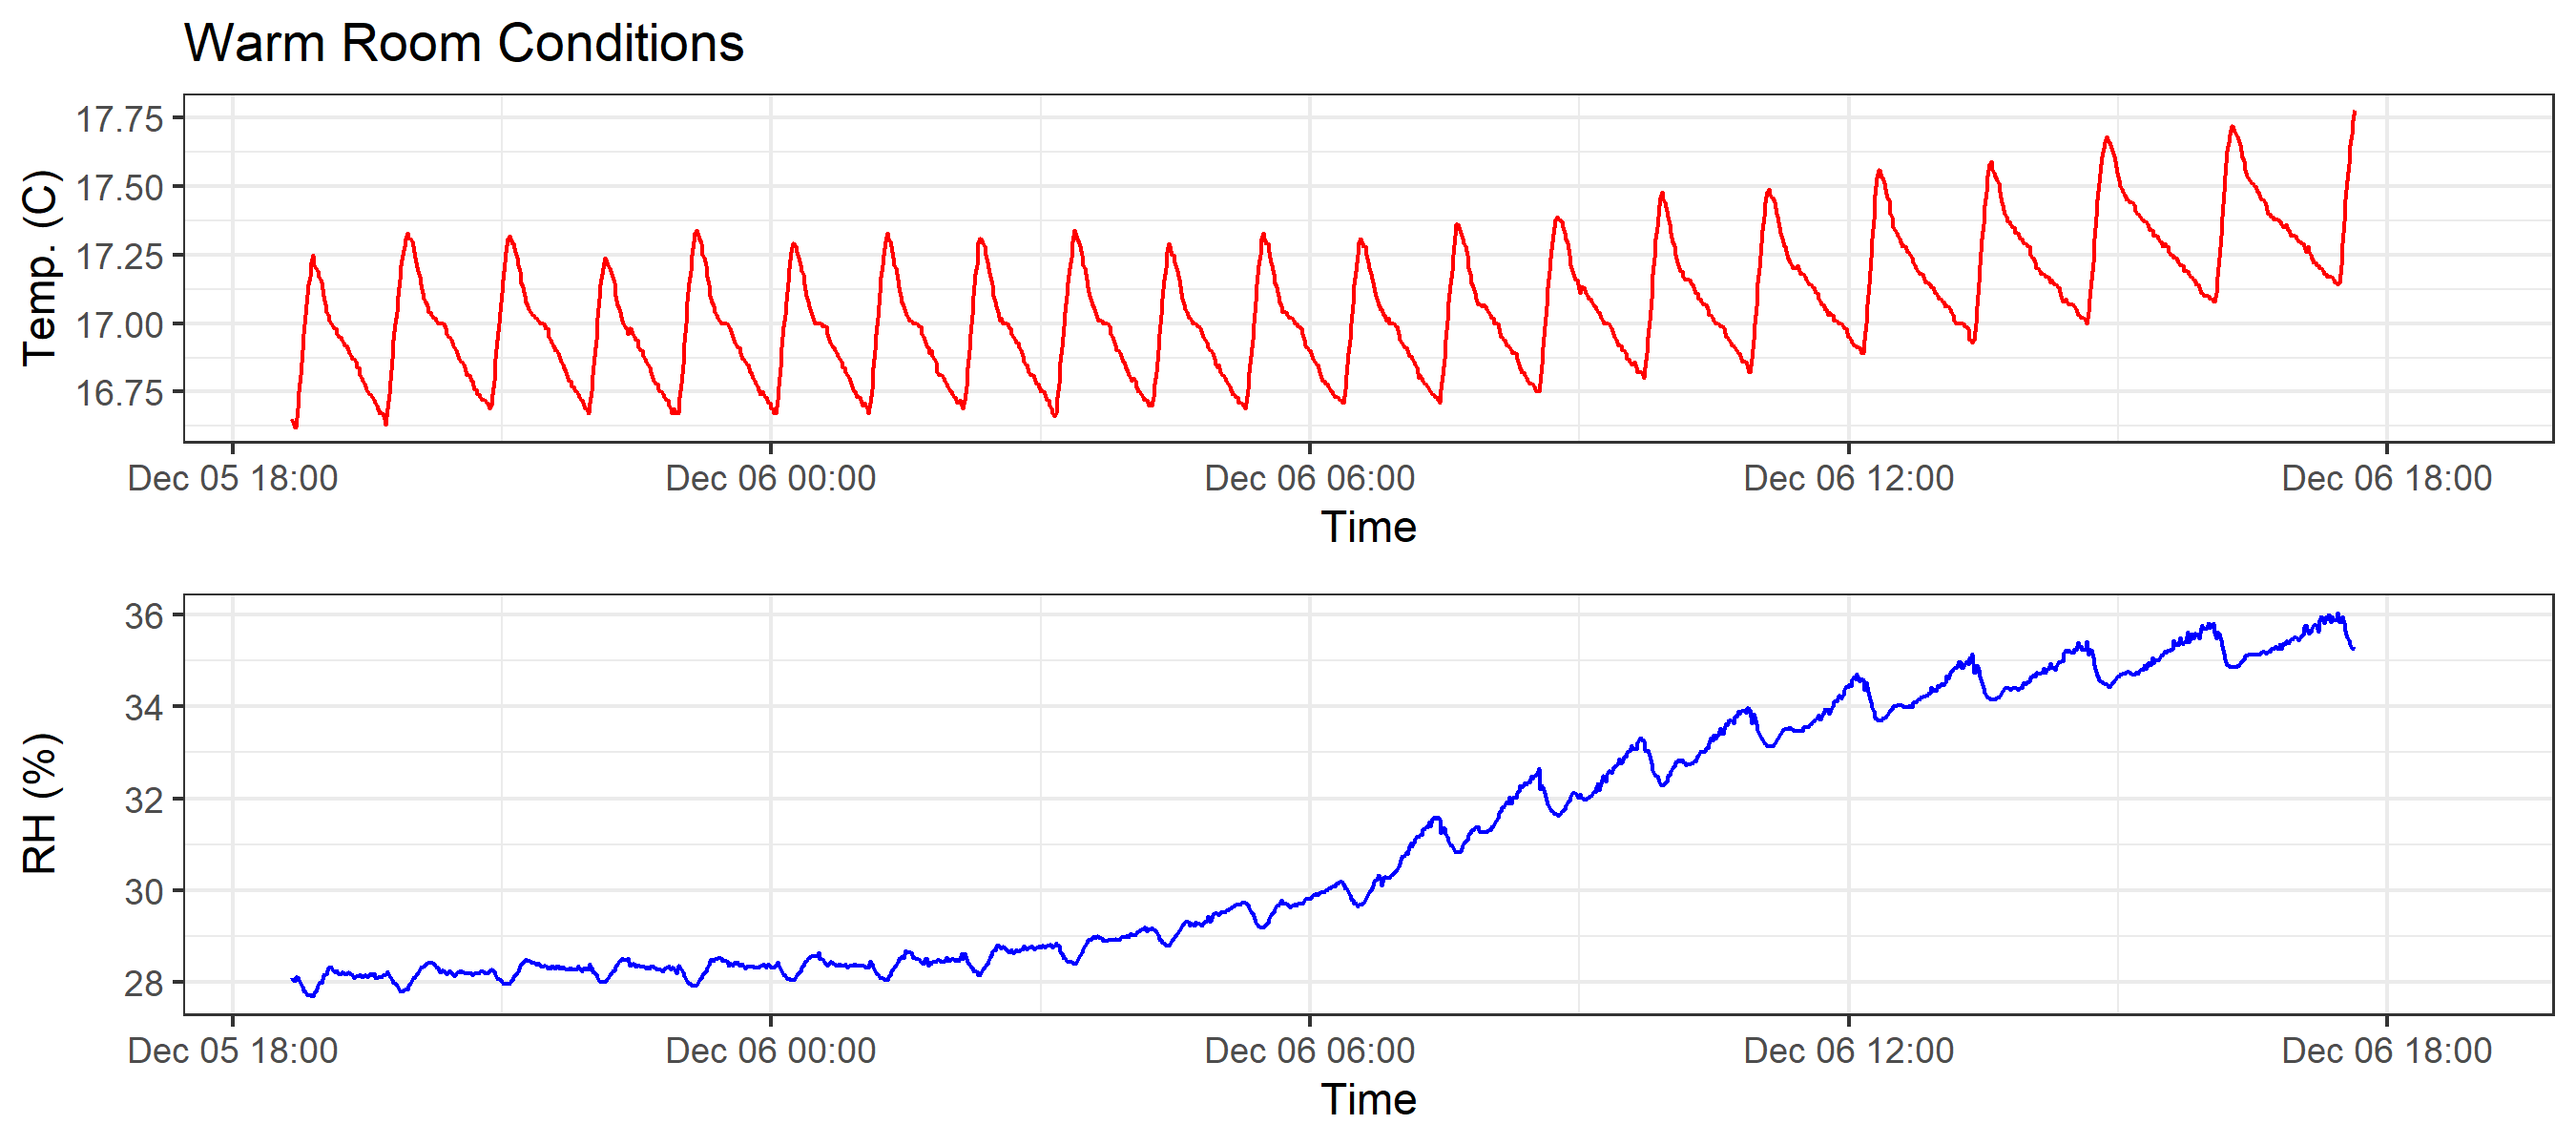 Warm Room Conditions
Temp. (C)
17.75
17.50
17.25
17.00
16.75
Dec 05 18:00 Dec 06 00:00 Dec 06 06:00 Dec 06 12:00 Dec 06 18:00
Time
RH (%)
36
34
32
30
28
Dec 05 18:00 Dec 06 00:00 Dec 06 06:00 Dec 06 12:00 Dec 06 18:00
Time